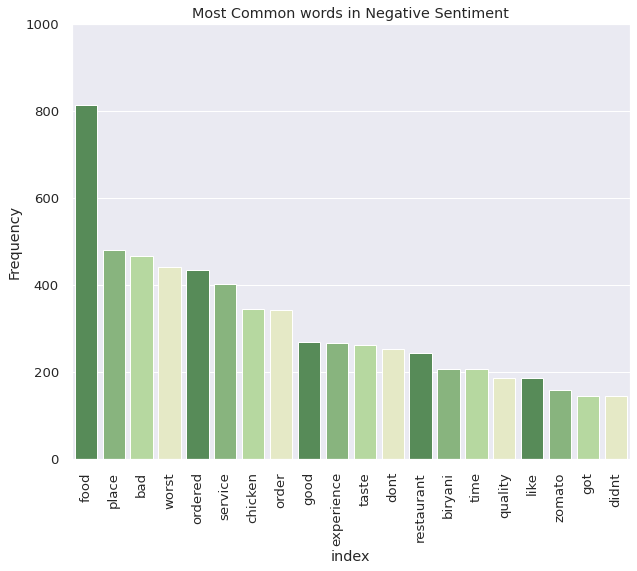 Most Common words in Negative Sentiment
1000
800
600
400
200
0
Frequency
food
place
bad
worst
ordered
service
chicken
order
good
experience
taste
dont
restaurant
biryani
time
quality
like
zomato
got
didnt
index